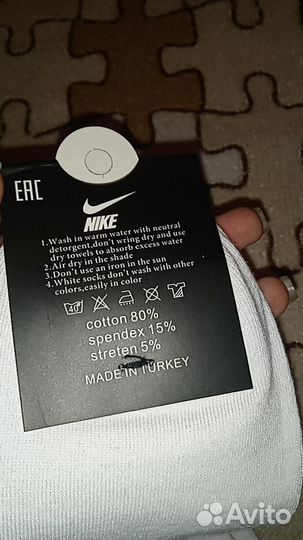 EAC
NIKE
1.Wash in warm water with neutral
detergent,don't wring dry and use
dry towels to absorb excess water
2.Air dry in the shade
3.Don't use an iron in the sun
4.White socks don't wash with other
colors,easily in color
40
cotton 80%
spendex 15%
streten 5%
MADE IN TURKEY
Avito